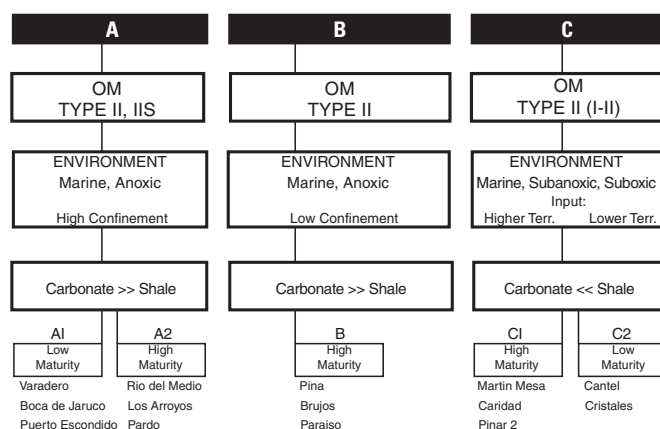 A
OM
TYPE II, IIS
ENVIRONMENT
Marine, Anoxic
High Confinement
Carbonate >> Shale
A1
Low
Maturity
Varadero
Boca de Jaruco
Puerto Escondido
A2
High
Maturity
Rio del Medio
Los Arroyos
Pardo
B
OM
TYPE II
ENVIRONMENT
Marine, Anoxic
Low Confinement
Carbonate >> Shale
B
High
Maturity
Pina
Brujos
Paraiso
C
OM
TYPE II (I-II)
ENVIRONMENT
Marine, Subanoxic, Suboxic
Input:
Higher Terr. Lower Terr.
Carbonate << Shale
C1
High
Maturity
Martin Mesa
Caridad
Pinar 2
C2
Low
Maturity
Cantel
Cristales